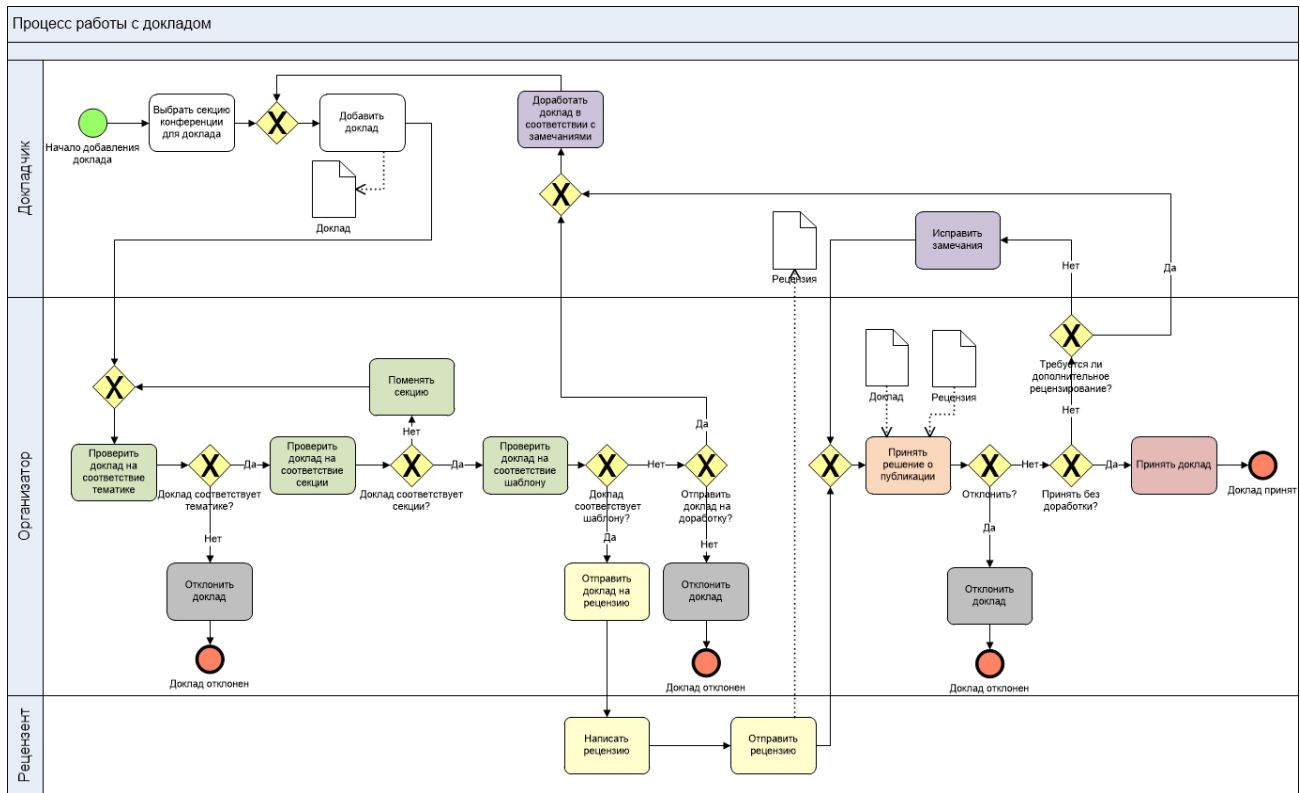 Процесс работы с докладом
Докладчик
Начало добавления
доклада
Выбрать секцию
конференции
для доклада
X
Добавить
доклад
Доклад
Доработать
доклад в
соответствии с
замечаниями
X
Рецензия
Исправить
замечания
Нет
Да
Организатор
X
Поменять
секцию
Нет
Проверить
доклад на
соответствие
тематике
X
Доклад соответствует
тематике?
Да
Нет
Проверить
доклад на
соответствие
секции
X
Доклад соответствует
секции?
Да
Проверить
доклад на
соответствие
шаблону
X
Доклад
соответствует
шаблону?
Нет
Да
X
Отправить
доклад на
доработку?
Да
Нет
Отклонить
доклад
Доклад отклонен
Отправить
доклад на
рецензию
Отклонить
доклад
Доклад отклонен
X
Доклад
Рецензия
Принять
решение о
публикации
X
Отклонить?
Нет
Да
Отклонить
доклад
Доклад отклонен
X
Принять без
доработки?
Нет
Да
X
Требуется ли
дополнительное
рецензирование?
Принять доклад
Доклад принят
Рецензент
Написать
рецензию
Отправить
рецензию